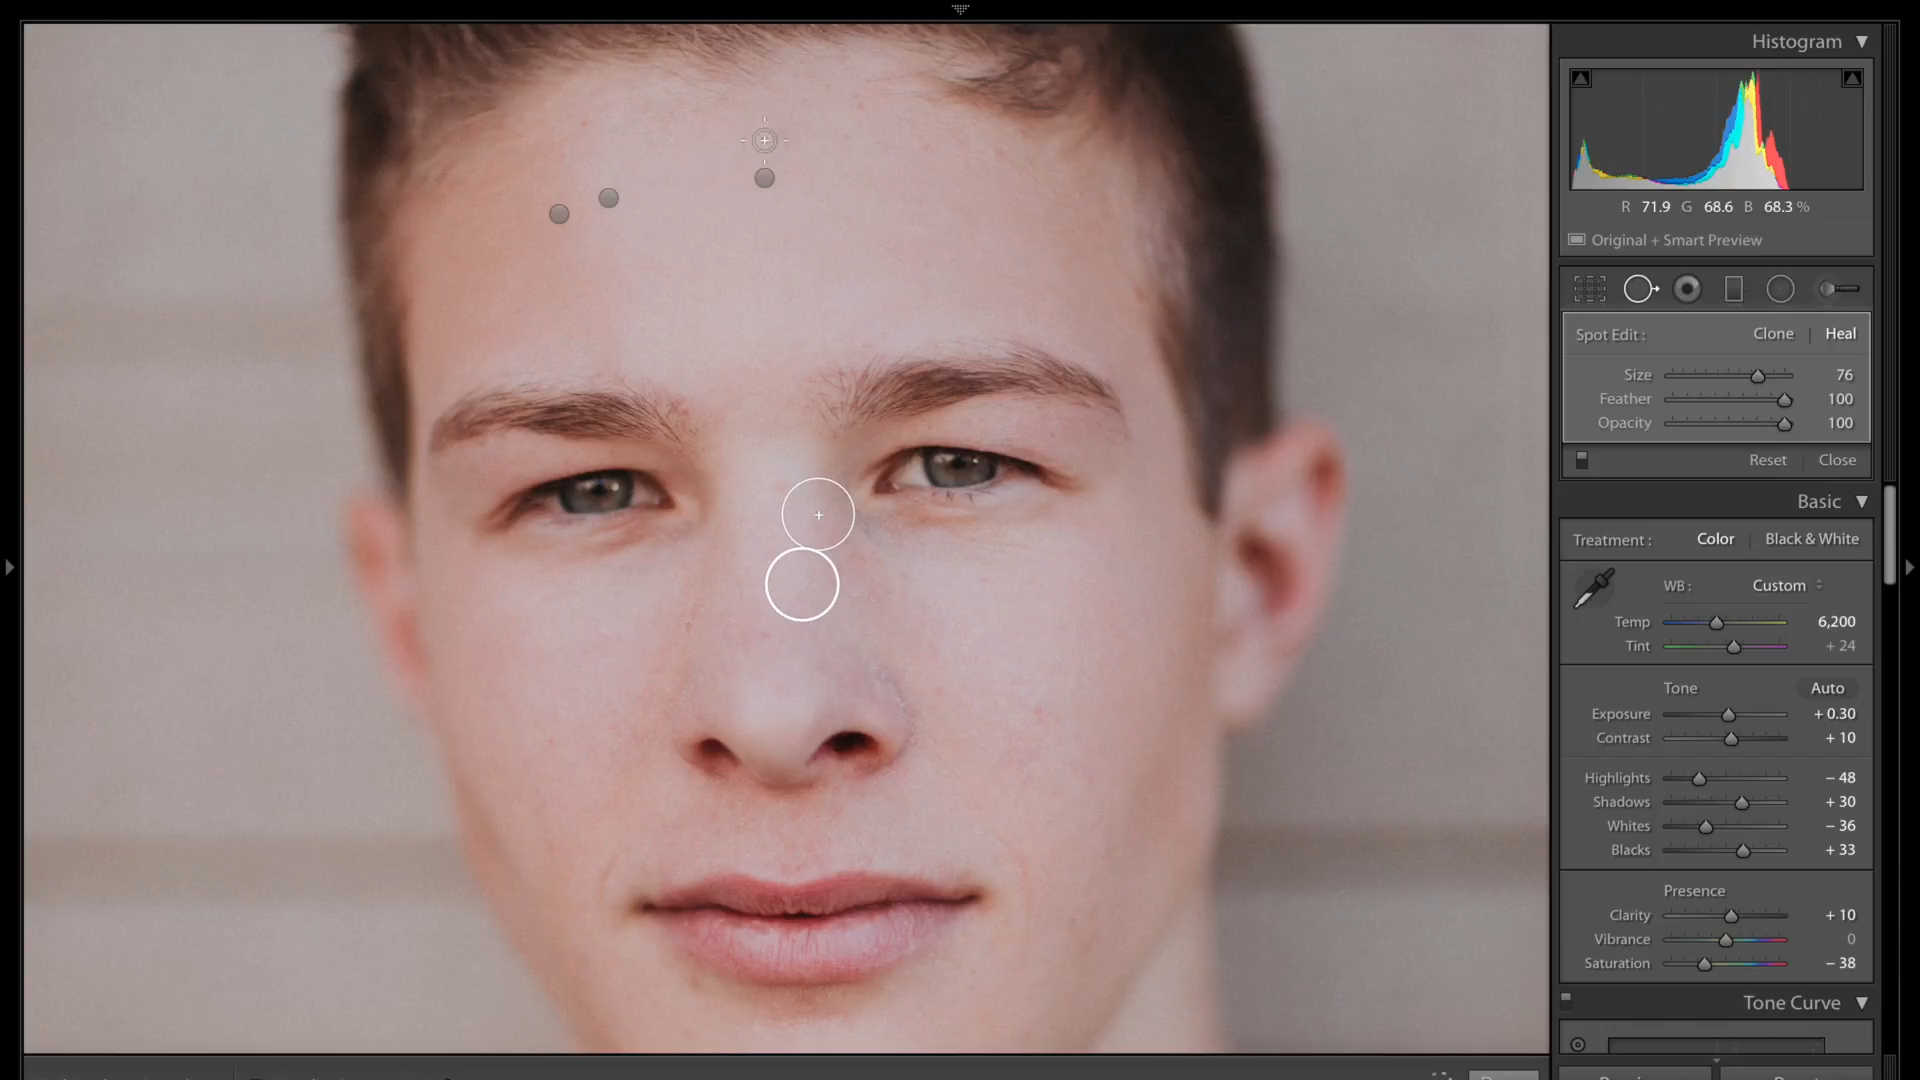 Histogram
R 71.9 G 68.6 B 68.3 %
Original + Smart Preview
Spot Edit : Clone | Heal
Size 76
Feather 100
Opacity 100
Reset | Close
Basic
Treatment : Color | Black & White
WB : Custom
Temp 6,200
Tint + 24
Tone Auto
Exposure + 0.30
Contrast + 10
Highlights − 48
Shadows + 30
Whites − 36
Blacks + 33
Presence
Clarity + 10
Vibrance 0
Saturation − 38
Tone Curve